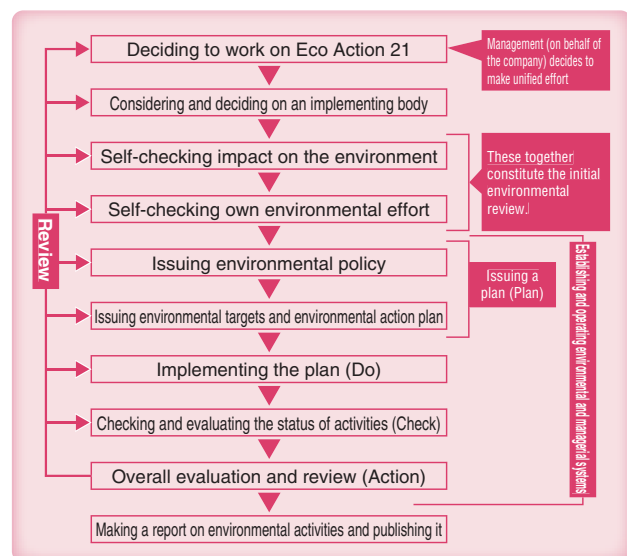 Deciding to work on Eco Action 21
Management (on behalf of
the company) decides to
make unified effort
Considering and deciding on an implementing body
Self-checking impact on the environment
Self-checking own environmental effort
These together
constitute the initial
environmental
review.
Review
Issuing environmental policy
Issuing environmental targets and environmental action plan
Issuing a
plan (Plan)
Establishing and operating environmental and managerial systems
Implementing the plan (Do)
Checking and evaluating the status of activities (Check)
Overall evaluation and review (Action)
Making a report on environmental activities and publishing it